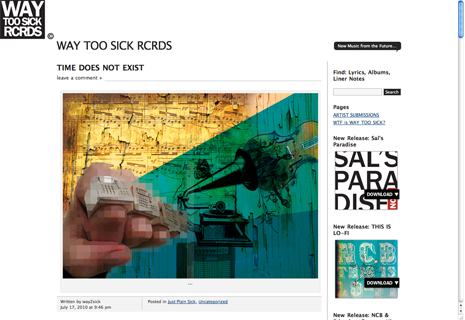 WAY
TOO SICK
RCRDS
©
WAY TOO SICK RCRDS
New Music from the Future...
TIME DOES NOT EXIST
leave a comment »
Written by way2sick
July 17, 2010 at 9:46 pm
Posted in Just Plain Sick, Uncategorized
Find: Lyrics, Albums,
Liner Notes
Search
Pages
ARTIST SUBMISSIONS
WTF is WAY TOO SICK?
New Release: Sal's
Paradise
SAL'S
PARA
DISE
DOWNLOAD ▼
New Release: THIS IS
LO-FI
NCB
DOWNLOAD ▼
New Release: NCB &